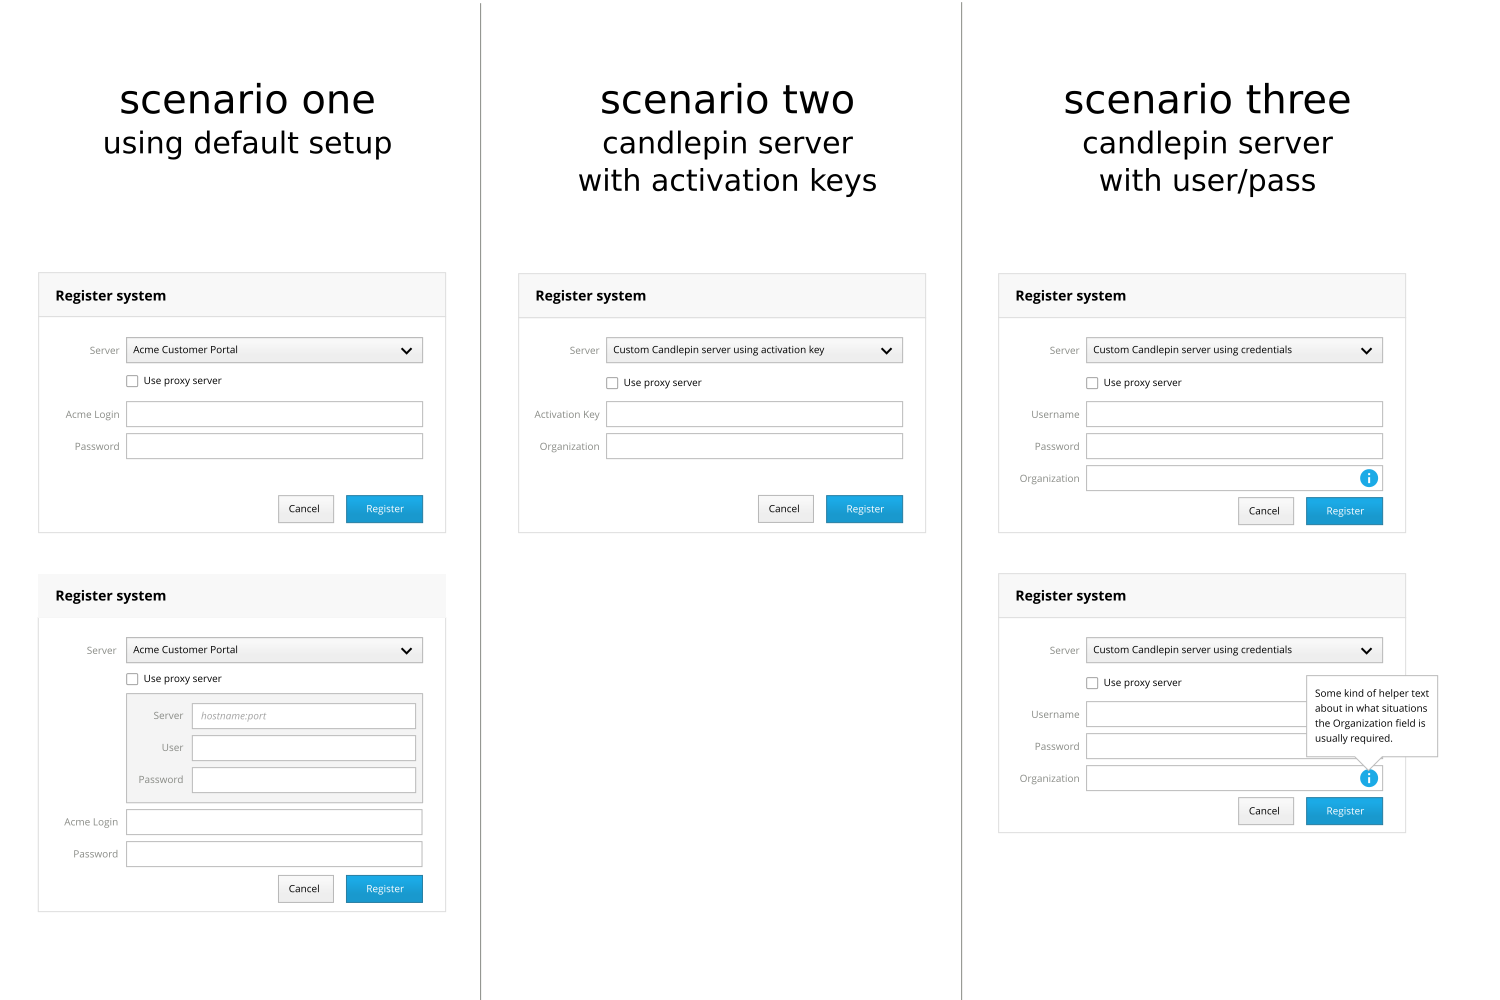 scenario one
using default setup
Register system
Server
Acme Customer Portal
Use proxy server
Acme Login
Password
Cancel
Register
Register system
Server
Acme Customer Portal
Use proxy server
Server
hostname:port
User
Password
Acme Login
Password
Cancel
Register
scenario two
candlepin server
with activation keys
Register system
Server
Custom Candlepin server using activation key
Use proxy server
Activation Key
Organization
Cancel
Register
scenario three
candlepin server
with user/pass
Register system
Server
Custom Candlepin server using credentials
Use proxy server
Username
Password
Organization
Cancel
Register
Register system
Server
Custom Candlepin server using credentials
Use proxy server
Some kind of helper text
about in what situations
the Organization field is
usually required.
Username
Password
Organization
Cancel
Register